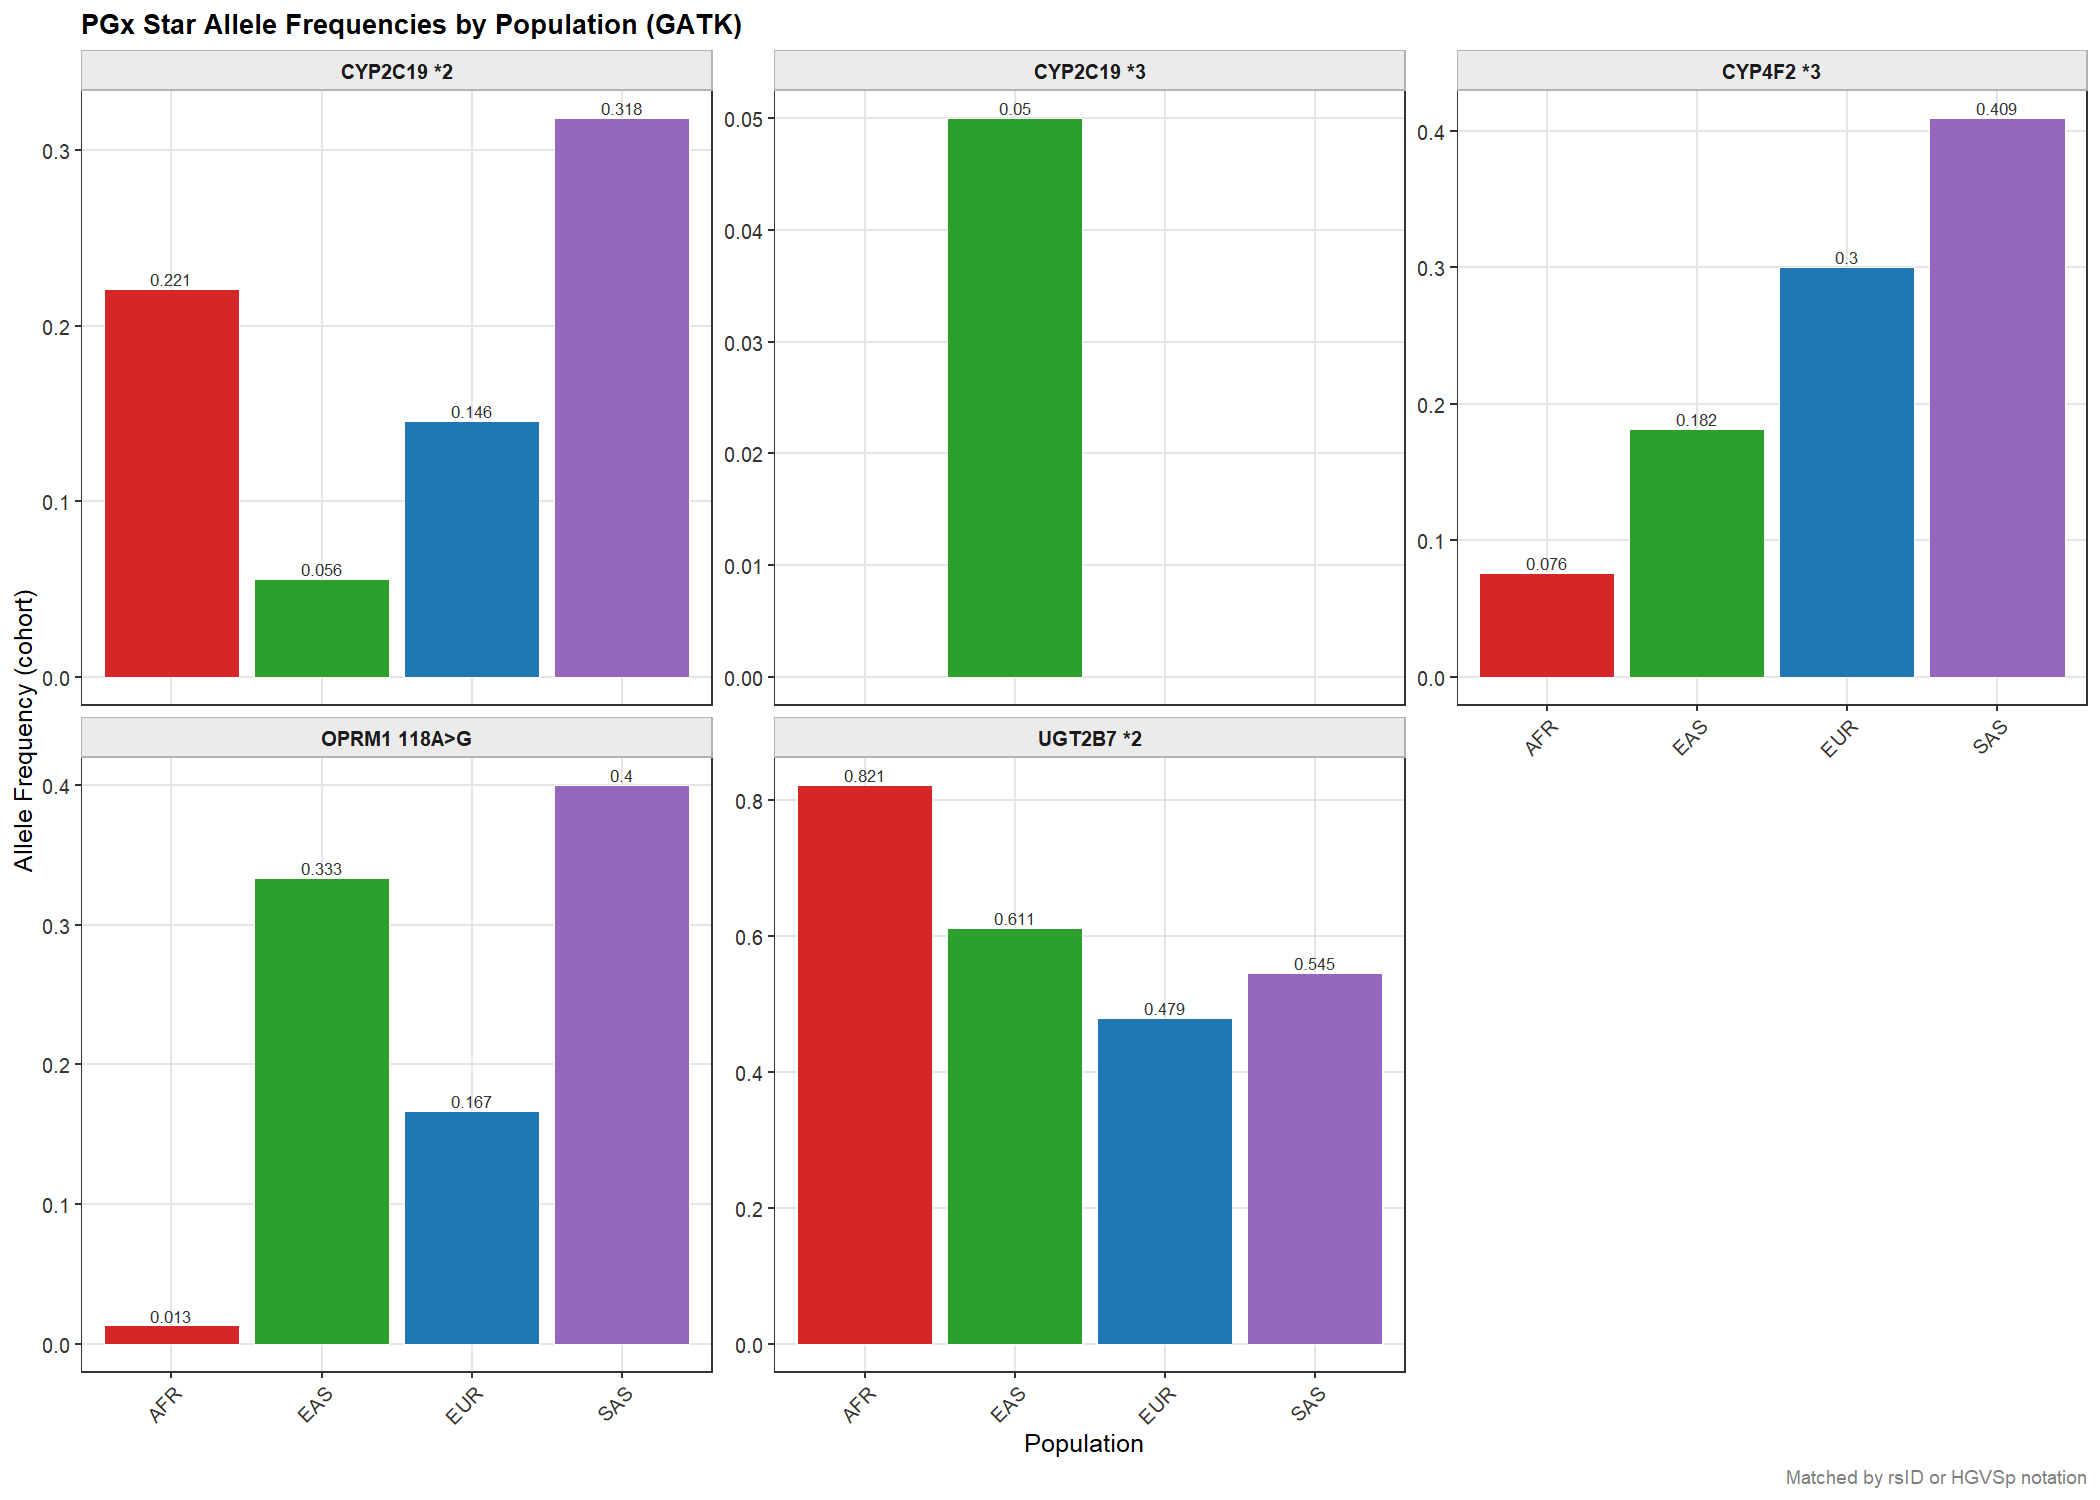 PGx Star Allele Frequencies by Population (GATK)
CYP2C19 *2
CYP2C19 *3
CYP4F2 *3
0.3
0.2
0.1
0.0
0.221
0.056
0.146
0.318
0.05
0.04
0.03
0.02
0.01
0.00
0.05
0.4
0.3
0.2
0.1
0.0
0.076
0.182
0.3
0.409
AFR
EAS
EUR
SAS
Allele Frequency (cohort)
OPRM1 118A>G
UGT2B7 *2
0.4
0.3
0.2
0.1
0.0
0.013
0.333
0.167
0.4
AFR
EAS
EUR
SAS
0.8
0.6
0.4
0.2
0.0
0.821
0.611
0.479
0.545
AFR
EAS
EUR
SAS
Population
Matched by rsID or HGVSp notation